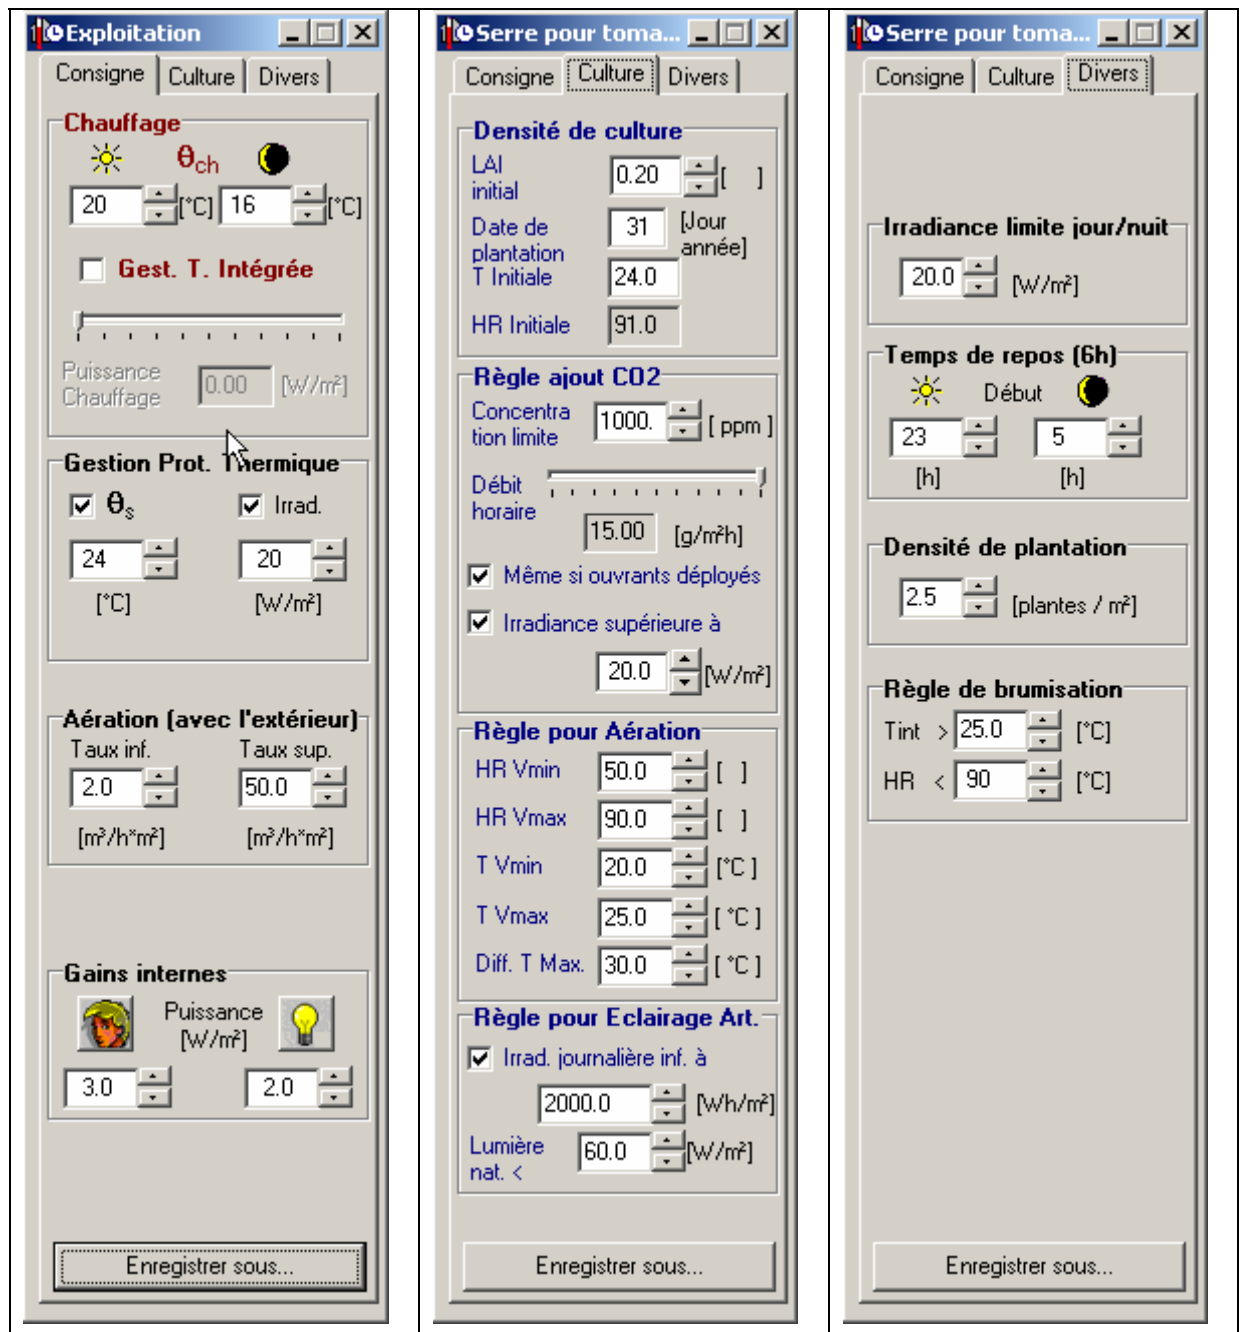 Exploitation
Consigne Culture Divers
Chauffage
θch
20 [°C] 16 [°C]
Gest. T. Intégrée
Puissance
Chauffage
0.00 [W/m²]
Gestion Prot. Thermique
θs Irrad.
24 20
[°C] [W/m²]
Aération (avec l'extérieur)
Taux inf. Taux sup.
2.0 50.0
[m³/h*m²] [m³/h*m²]
Gains internes
Puissance
[W/m²]
3.0 2.0
Enregistrer sous...
Serre pour toma...
Consigne Culture Divers
Densité de culture
LAI
initial
0.20 [ ]
Date de
plantation
31 [Jour
année]
T Initiale 24.0
HR Initiale 91.0
Règle ajout CO2
Concentra
tion limite
1000. [ ppm ]
Débit
horaire
15.00 [g/m²h]
Même si ouvrants déployés
Irradiance supérieure à
20.0 [W/m²]
Règle pour Aération
HR Vmin 50.0 [ ]
HR Vmax 90.0 [ ]
T Vmin 20.0 [°C ]
T Vmax 25.0 [ °C ]
Diff. T Max. 30.0 [ °C ]
Règle pour Eclairage Art.
Irrad. journalière inf. à
2000.0 [Wh/m²]
Lumière
nat. <
60.0 [W/m²]
Enregistrer sous...
Serre pour toma...
Consigne Culture Divers
Irradiance limite jour/nuit
20.0 [W/m²]
Temps de repos (6h)
Début
23 5
[h] [h]
Densité de plantation
2.5 [plantes / m²]
Règle de brumisation
Tint > 25.0 [°C]
HR < 90 [°C]
Enregistrer sous...